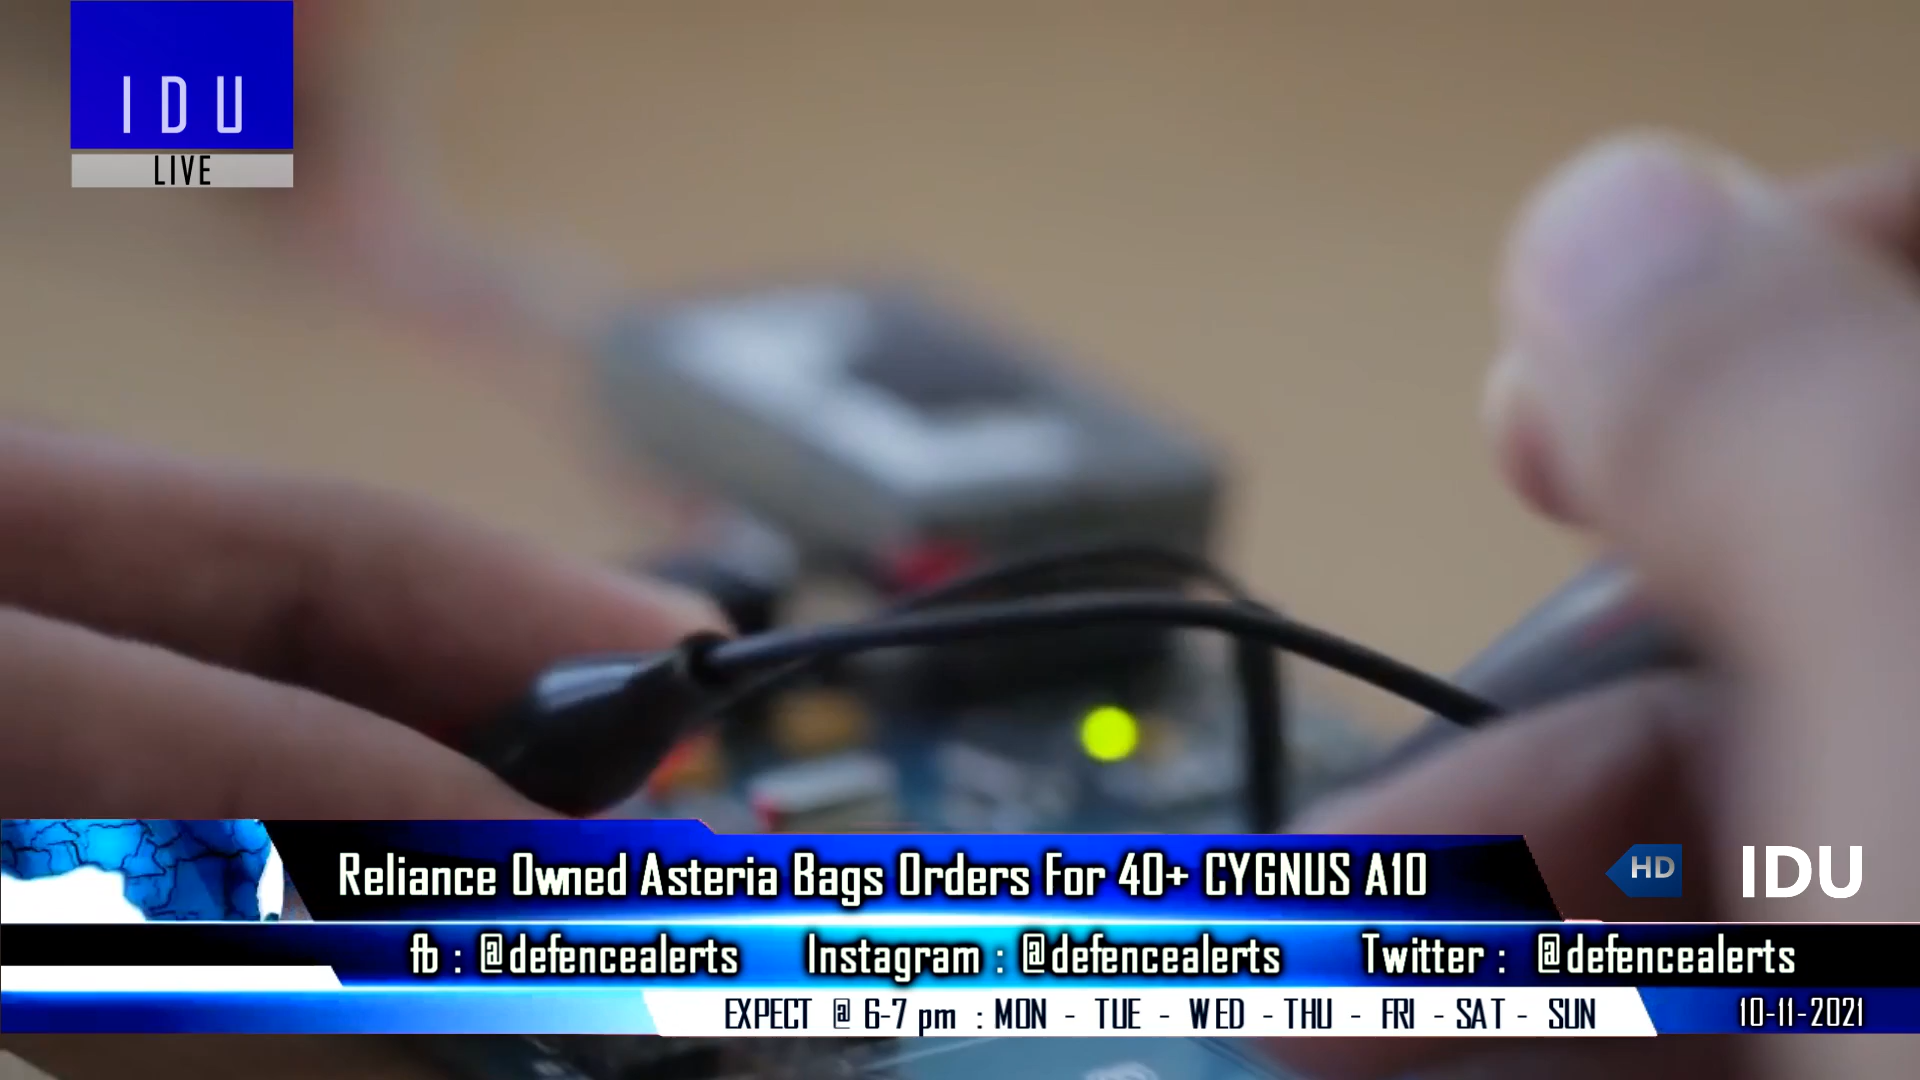 IDU
LIVE
Reliance Owned Asteria Bags Orders For 40+ CYGNUS A10
HD
IDU
fb : @defencealerts Instagram : @defencealerts Twitter : @defencealerts
EXPECT @ 6-7 pm : MON - TUE - WED - THU - FRI - SAT - SUN
10-11-2021